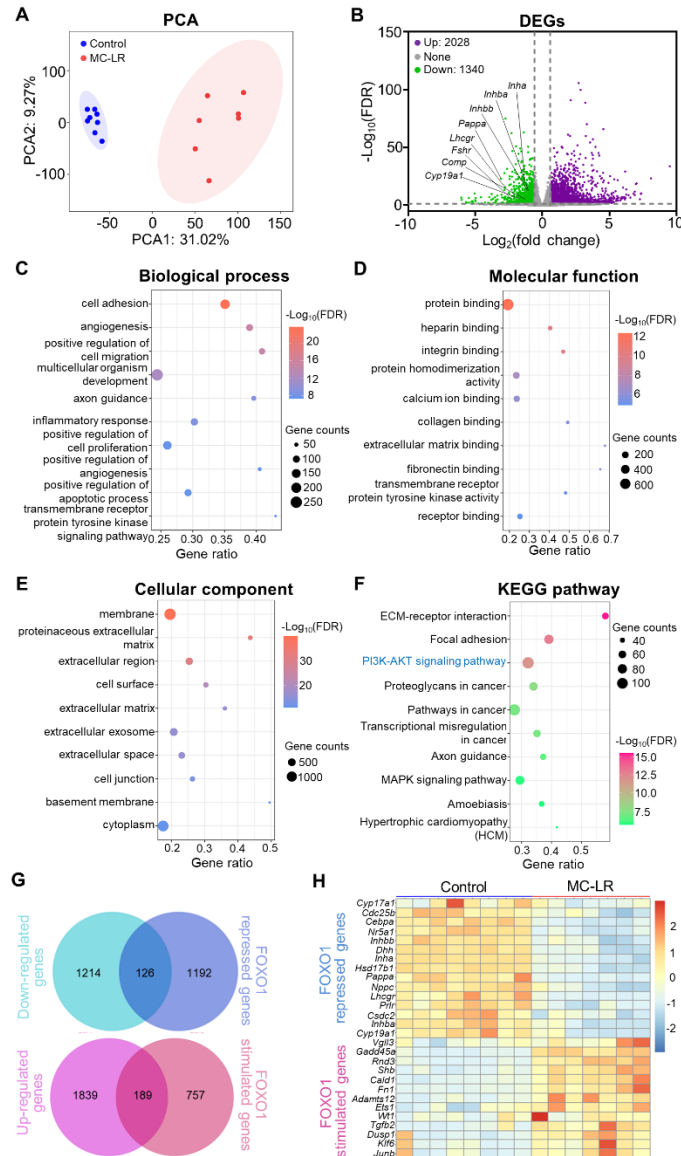 A
PCA
Control
MC-LR
PCA2: 9.27%
100
0
-100
-50
0
50
100
150
PCA1: 31.02%
B
DEGs
Up: 2028
None
Down: 1340
Inha
Inhba
Inhbb
Pappa
Lhcgr
Fshr
Comp
Cyp19a1
-Log10(FDR)
150
100
50
0
-10
-5
0
5
10
Log2(fold change)
C
Biological process
cell adhesion
angiogenesis
positive regulation of
cell migration
multicellular organism
development
axon guidance
inflammatory response
positive regulation of
cell proliferation
positive regulation of
angiogenesis
positive regulation of
apoptotic process
transmembrane receptor
protein tyrosine kinase
signaling pathway
0.25
0.30
0.35
0.40
Gene ratio
-Log10(FDR)
20
16
12
8
Gene counts
50
100
150
200
250
D
Molecular function
protein binding
heparin binding
integrin binding
protein homodimerization
activity
calcium ion binding
collagen binding
extracellular matrix binding
fibronectin binding
transmembrane receptor
protein tyrosine kinase activity
receptor binding
0.2
0.3
0.4
0.5
0.6
0.7
Gene ratio
-Log10(FDR)
12
10
8
6
Gene counts
200
400
600
E
Cellular component
membrane
proteinaceous extracellular
matrix
extracellular region
cell surface
extracellular matrix
extracellular exosome
extracellular space
cell junction
basement membrane
cytoplasm
0.2
0.3
0.4
0.5
Gene ratio
-Log10(FDR)
30
20
Gene counts
500
1000
F
KEGG pathway
ECM-receptor interaction
Focal adhesion
PI3K-AKT signaling pathway
Proteoglycans in cancer
Pathways in cancer
Transcriptional misregulation
in cancer
Axon guidance
MAPK signaling pathway
Amoebiasis
Hypertrophic cardiomyopathy
(HCM)
0.3
0.4
0.5
Gene ratio
Gene counts
40
60
80
100
-Log10(FDR)
15.0
12.5
10.0
7.5
G
Down-regulated
genes
1214
126
1192
FOXO1
repressed genes
Up-regulated
genes
1839
189
757
FOXO1
stimulated genes
H
Control
MC-LR
FOXO1
repressed genes
FOXO1
stimulated genes
Cyp17a1
Cdc25b
Cebpa
Nr5a1
Inhbb
Dhh
Inha
Hsd17b1
Pappa
Nppc
Lhcgr
Prlr
Csdc2
Inhba
Cyp19a1
Vgll3
Gadd45a
Rnd3
Shb
Cald1
Fn1
Adamts12
Ets1
Wt1
Tgfb2
Dusp1
Klf6
Junb
2
1
0
-1
-2